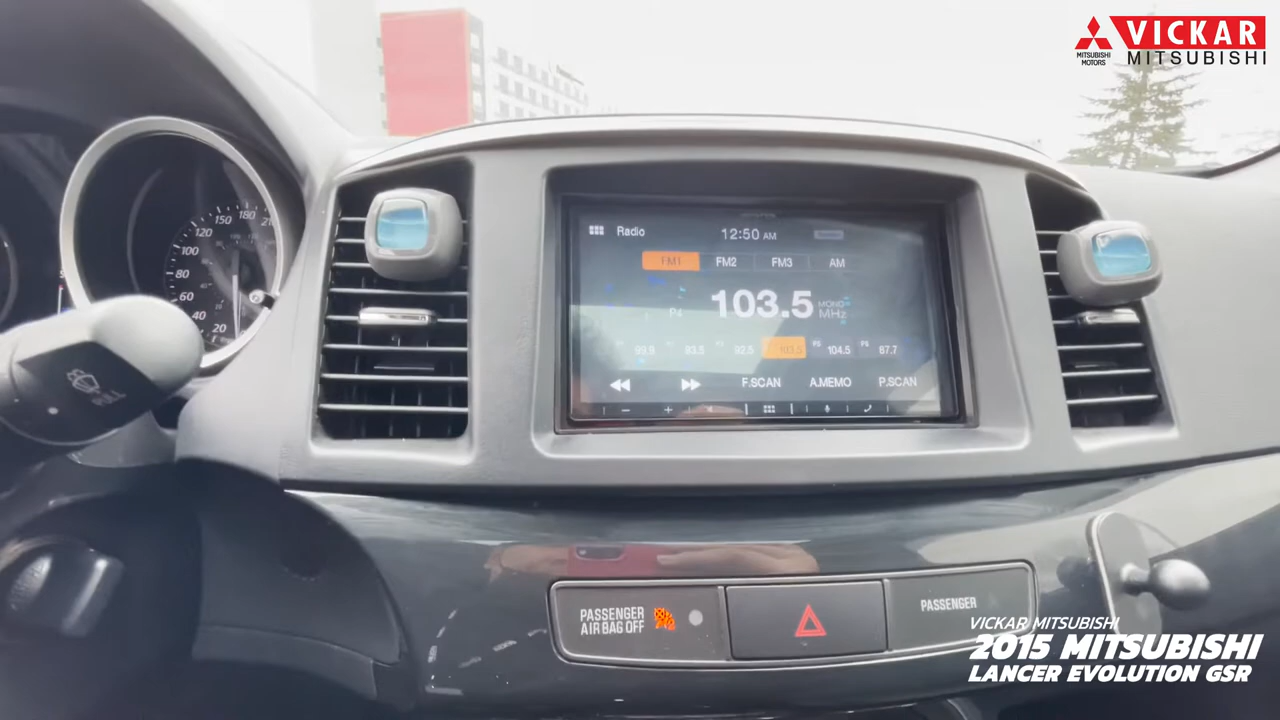 VICKAR
MITSUBISHI
MITSUBISHI
MOTORS
150 180
120
100
80
60
40
20
PULL
Radio
12:50 AM
FM1 FM2 FM3 AM
P4 103.5 MONO
MHz
99.9 93.5 92.5 103.5 104.5 87.7
F.SCAN A.MEMO P.SCAN
PASSENGER
AIR BAG OFF
PASSENGER
VICKAR MITSUBISHI
2015 MITSUBISHI
LANCER EVOLUTION GSR